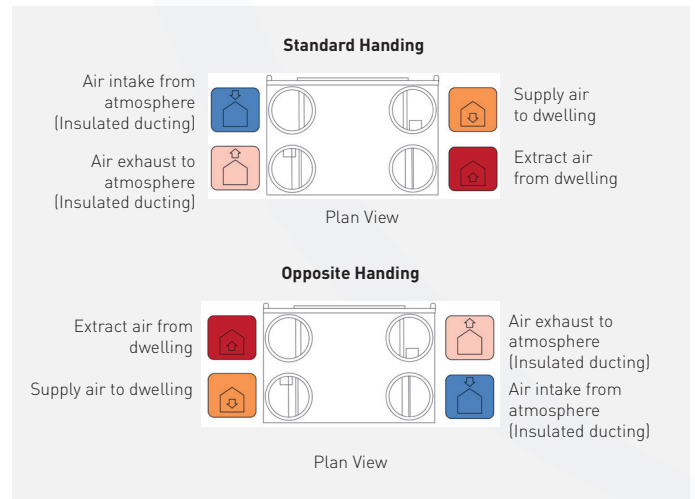 Standard Handing
Air intake from
atmosphere
(Insulated ducting)
Air exhaust to
atmosphere
(Insulated ducting)
Supply air
to dwelling
Extract air
from dwelling
Plan View
Opposite Handing
Extract air from
dwelling
Supply air to dwelling
Air exhaust to
atmosphere
(Insulated ducting)
Air intake from
atmosphere
(Insulated ducting)
Plan View